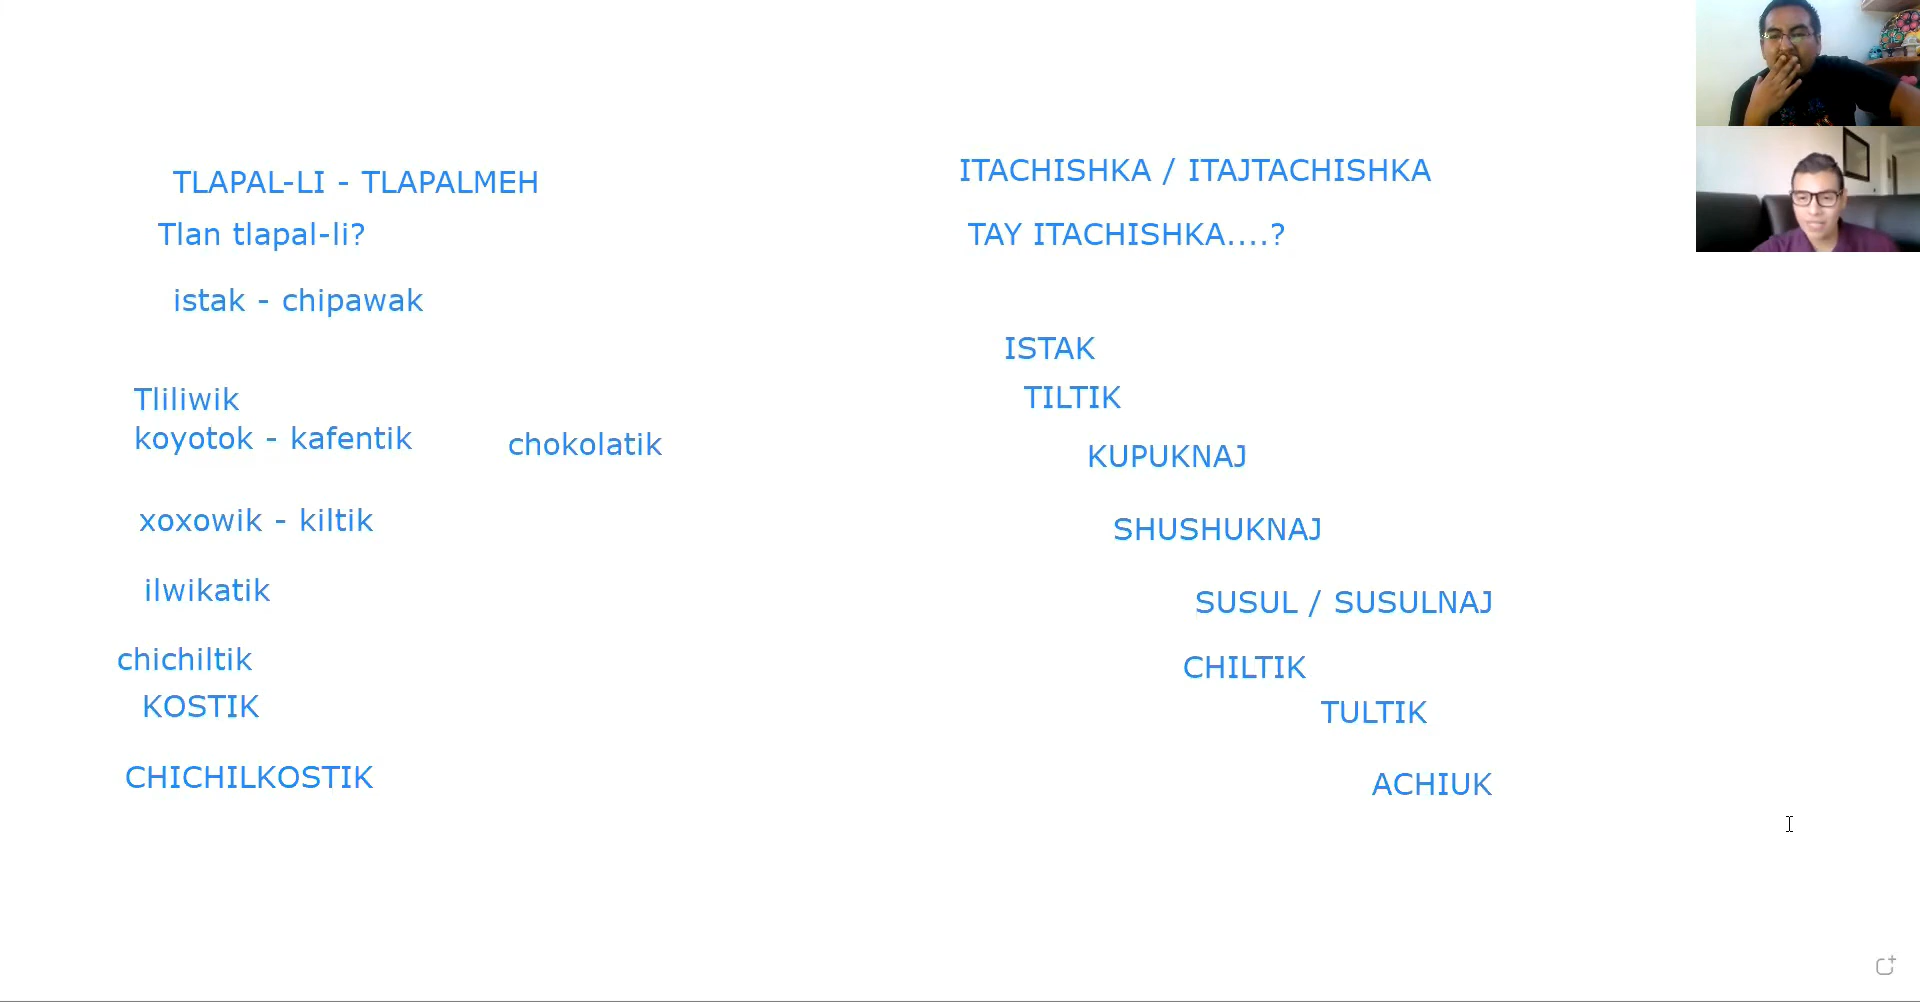 TLAPAL-LI - TLAPALMEH
Tlan tlapal-li?
istak - chipawak
Tliliwik
koyotok - kafentik
chokolatik
xoxowik - kiltik
ilwikatik
chichiltik
KOSTIK
CHICHILKOSTIK
ITACHISHKA / ITAJTACHISHKA
TAY ITACHISHKA....?
ISTAK
TILTIK
KUPUKNAJ
SHUSHUKNAJ
SUSUL / SUSULNAJ
CHILTIK
TULTIK
ACHIUK